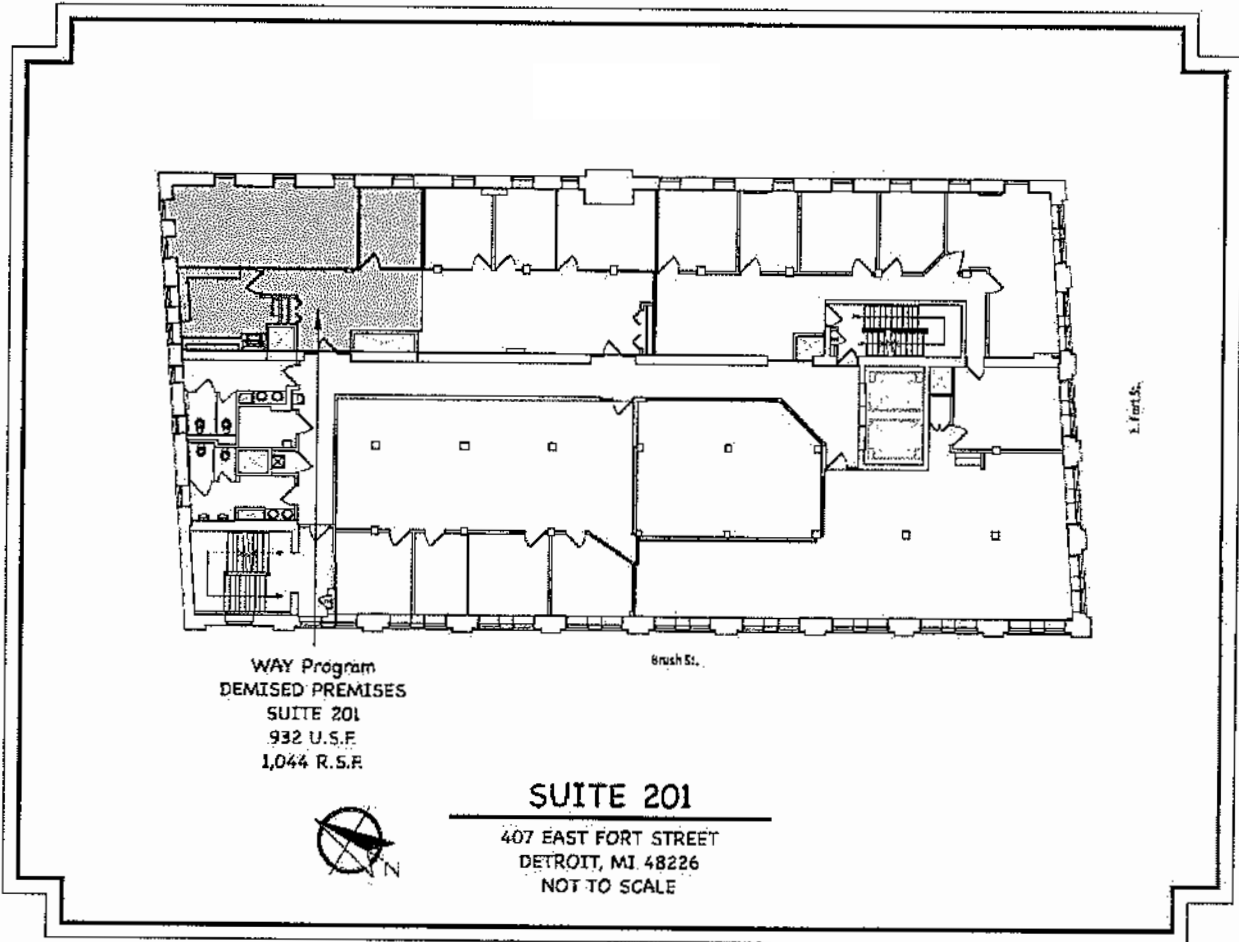 E. Fort St.
Brush St.
WAY Program
DEMISED PREMISES
SUITE 201
932 U.S.F.
1,044 R.S.F.
N
SUITE 201
407 EAST FORT STREET
DETROIT, MI 48226
NOT TO SCALE